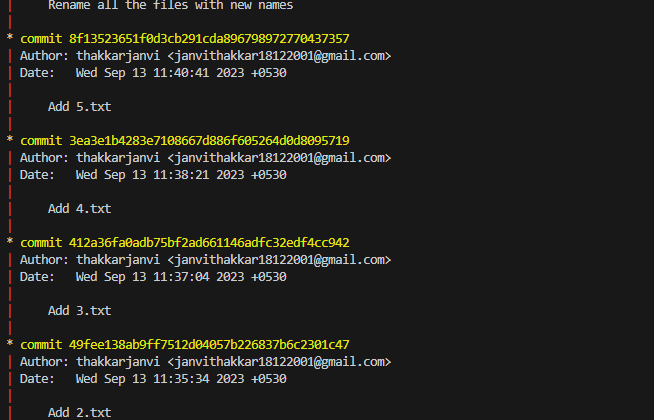 |    Rename all the files with new names
|
* commit 8f13523651f0d3cb291cda896798972770437357
| Author: thakkarjanvi <janvithakkar18122001@gmail.com>
| Date:   Wed Sep 13 11:40:41 2023 +0530
|
|     Add 5.txt
|
* commit 3ea3e1b4283e7108667d886f605264d0d8095719
| Author: thakkarjanvi <janvithakkar18122001@gmail.com>
| Date:   Wed Sep 13 11:38:21 2023 +0530
|
|     Add 4.txt
|
* commit 412a36fa0adb75bf2ad661146adfc32edf4cc942
| Author: thakkarjanvi <janvithakkar18122001@gmail.com>
| Date:   Wed Sep 13 11:37:04 2023 +0530
|
|     Add 3.txt
|
* commit 49fee138ab9ff7512d04057b226837b6c2301c47
| Author: thakkarjanvi <janvithakkar18122001@gmail.com>
| Date:   Wed Sep 13 11:35:34 2023 +0530
|
|     Add 2.txt